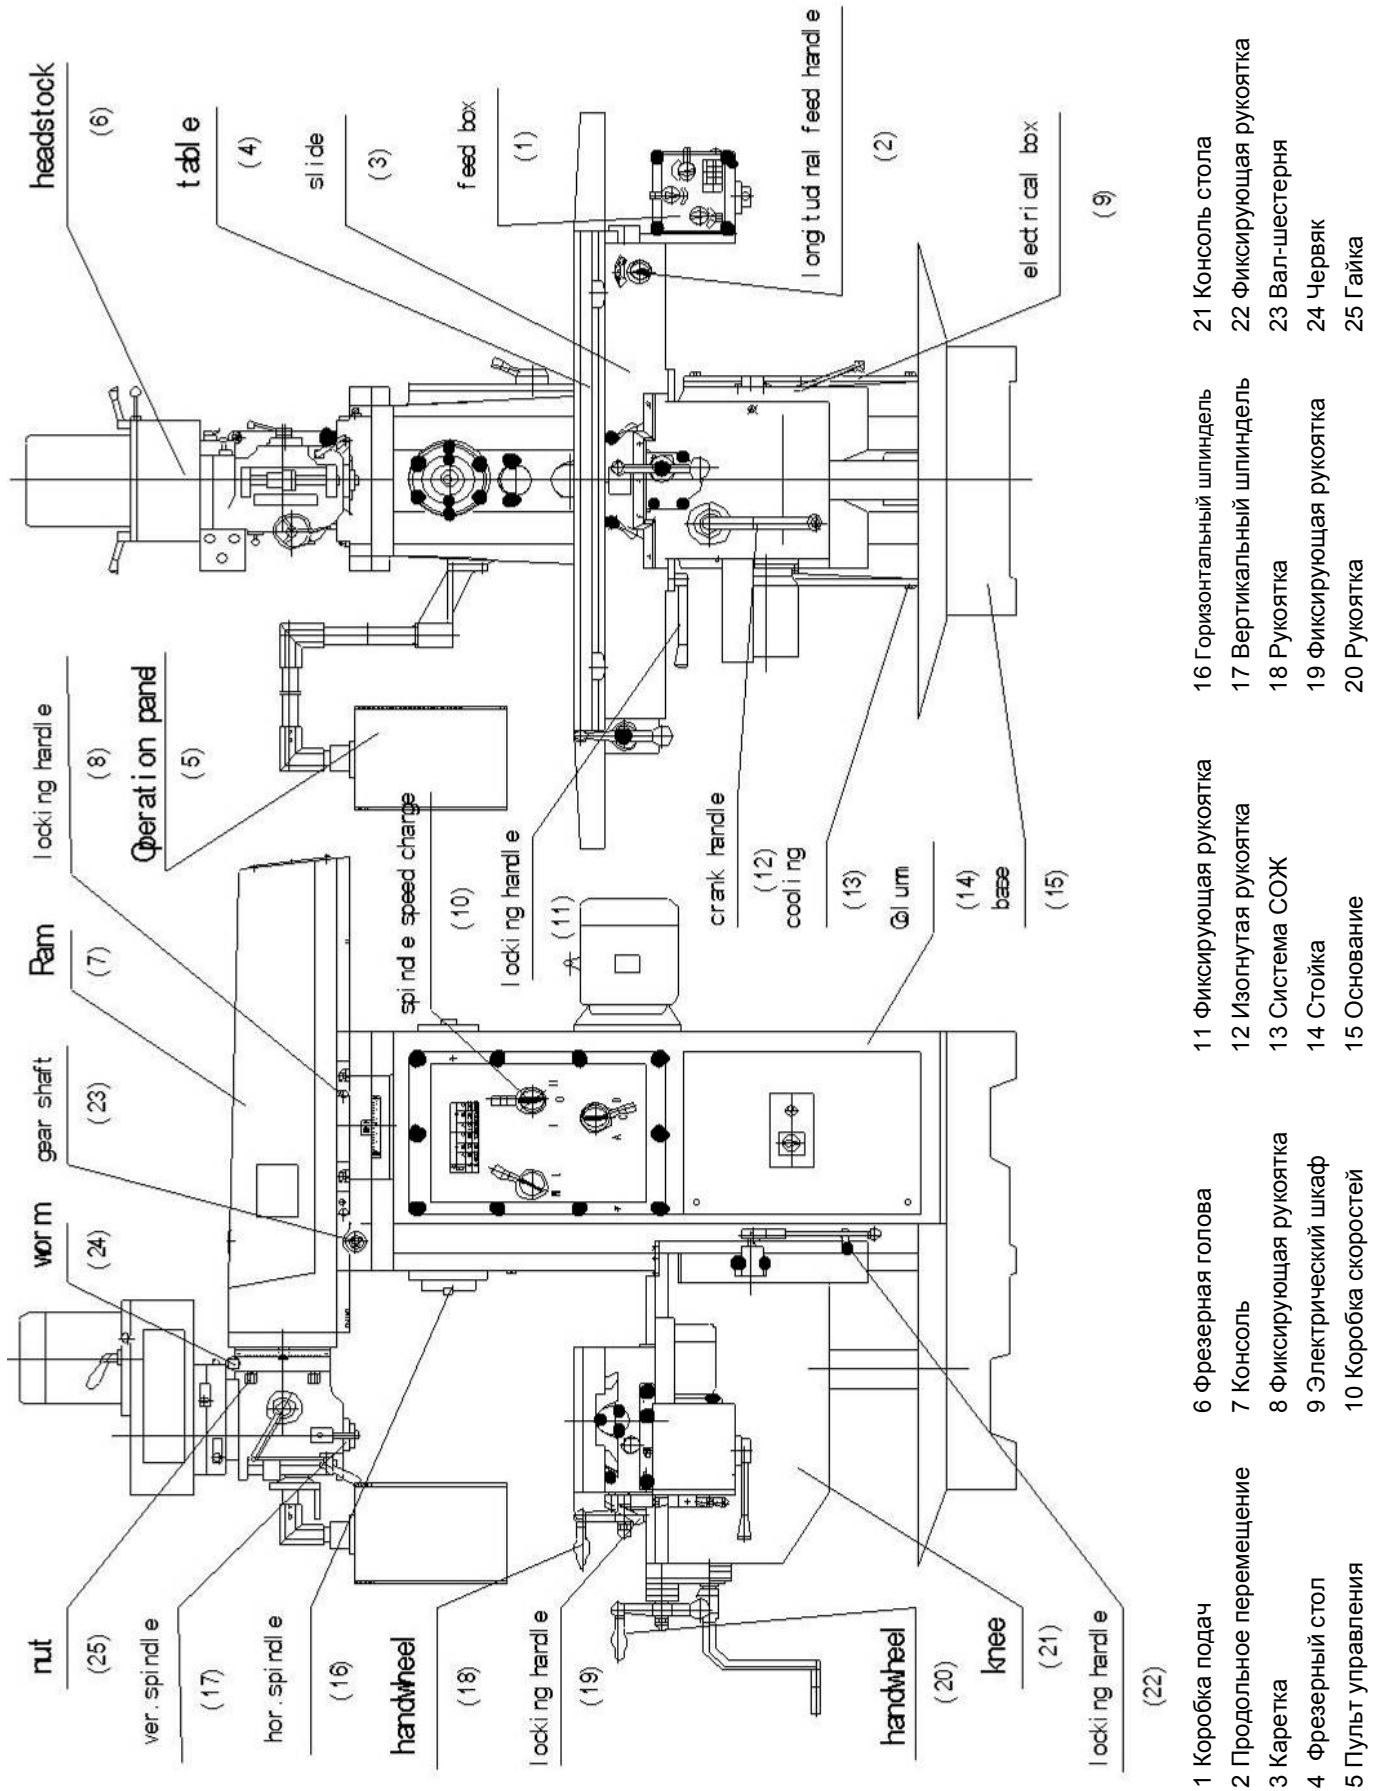 nut
(25)
ver.spindle
(17)
hor.spindle
(16)
handwheel
(18)
locking handle
(19)
handwheel
(20)
knee
(21)
locking handle
(22)
worm
(24)
gear shaft
(23)
Ram
(7)
locking handle
(8)
Operation panel
(5)
spindle speed change
(10)
locking handle
(11)
crank handle
(12)
cooling
(13)
Column
(14)
base
(15)
headstock
(6)
table
(4)
slide
(3)
feed box
(1)
longitudinal feed handle
(2)
electrical box
(9)
I O II
A C D
M L
1 Коробка подач
2 Продольное перемещение
3 Каретка
4 Фрезерный стол
5 Пульт управления
6 Фрезерная голова
7 Консоль
8 Фиксирующая рукоятка
9 Электрический шкаф
10 Коробка скоростей
11 Фиксирующая рукоятка
12 Изогнутая рукоятка
13 Система СОЖ
14 Стойка
15 Основание
16 Горизонтальный шпиндель
17 Вертикальный шпиндель
18 Рукоятка
19 Фиксирующая рукоятка
20 Рукоятка
21 Консоль стола
22 Фиксирующая рукоятка
23 Вал-шестерня
24 Червяк
25 Гайка